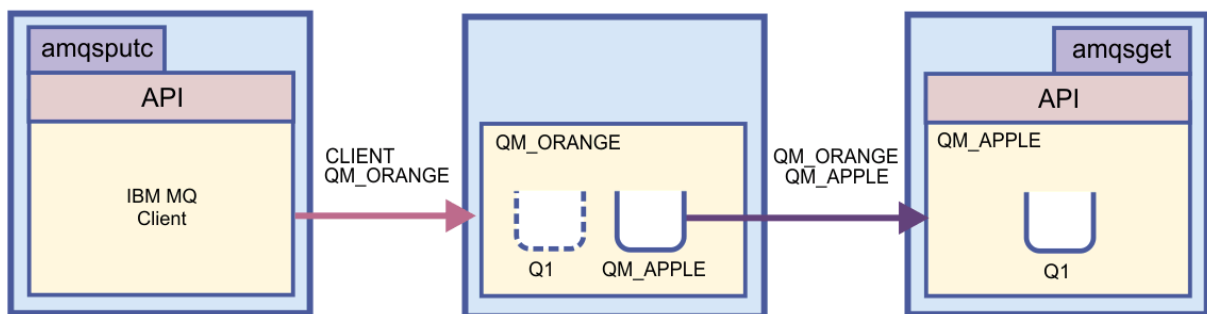 amqsputc
API
IBM MQ
Client
CLIENT
QM_ORANGE
QM_ORANGE
Q1
QM_APPLE
QM_ORANGE
QM_APPLE
amqsget
API
QM_APPLE
Q1